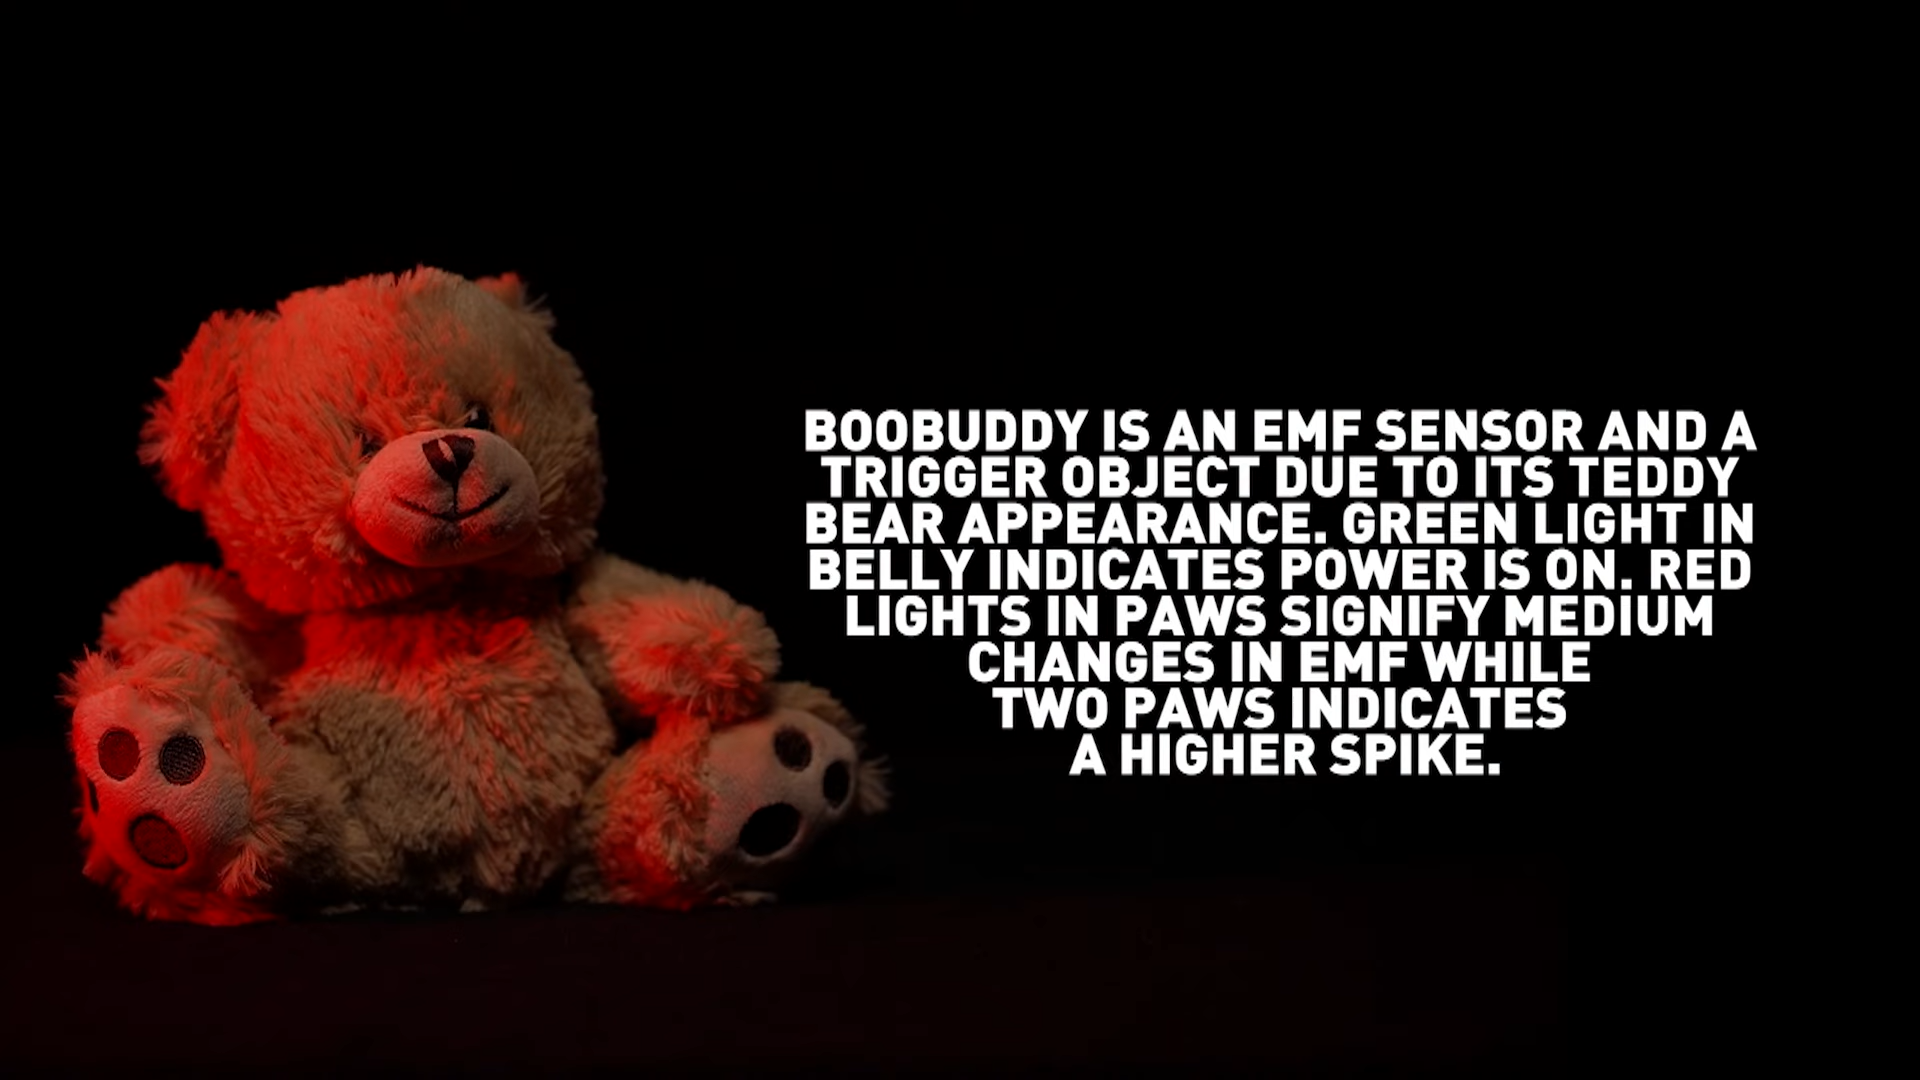 BOOBUDDY IS AN EMF SENSOR AND A
TRIGGER OBJECT DUE TO ITS TEDDY
BEAR APPEARANCE. GREEN LIGHT IN
BELLY INDICATES POWER IS ON. RED
LIGHTS IN PAWS SIGNIFY MEDIUM
CHANGES IN EMF WHILE
TWO PAWS INDICATES
A HIGHER SPIKE.